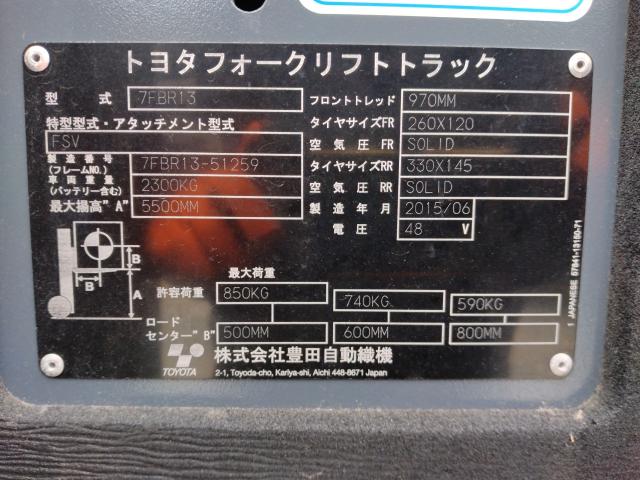 トヨタフォークリフトトラック
型 式 7FBR13
特型型式・アタッチメント型式
FSV
製造番号 (フレームNO.) 7FBR13-51259
車両重量 (バッテリー含む) 2300KG
最大揚高"A" 5500MM
フロントトレッド 970MM
タイヤサイズFR 260X120
空気圧 FR SOLID
タイヤサイズRR 330X145
空気圧 RR SOLID
製造年月 2015/06
電圧 48 V
B
B
A
最大荷重
許容荷重 850KG 740KG 590KG
ロード
センター"B" 500MM 600MM 800MM
TOYOTA
株式会社豊田自動織機
2-1, Toyoda-cho, Kariya-shi, Aichi 448-8671 Japan
1 JAPANESE 57841-13150-71